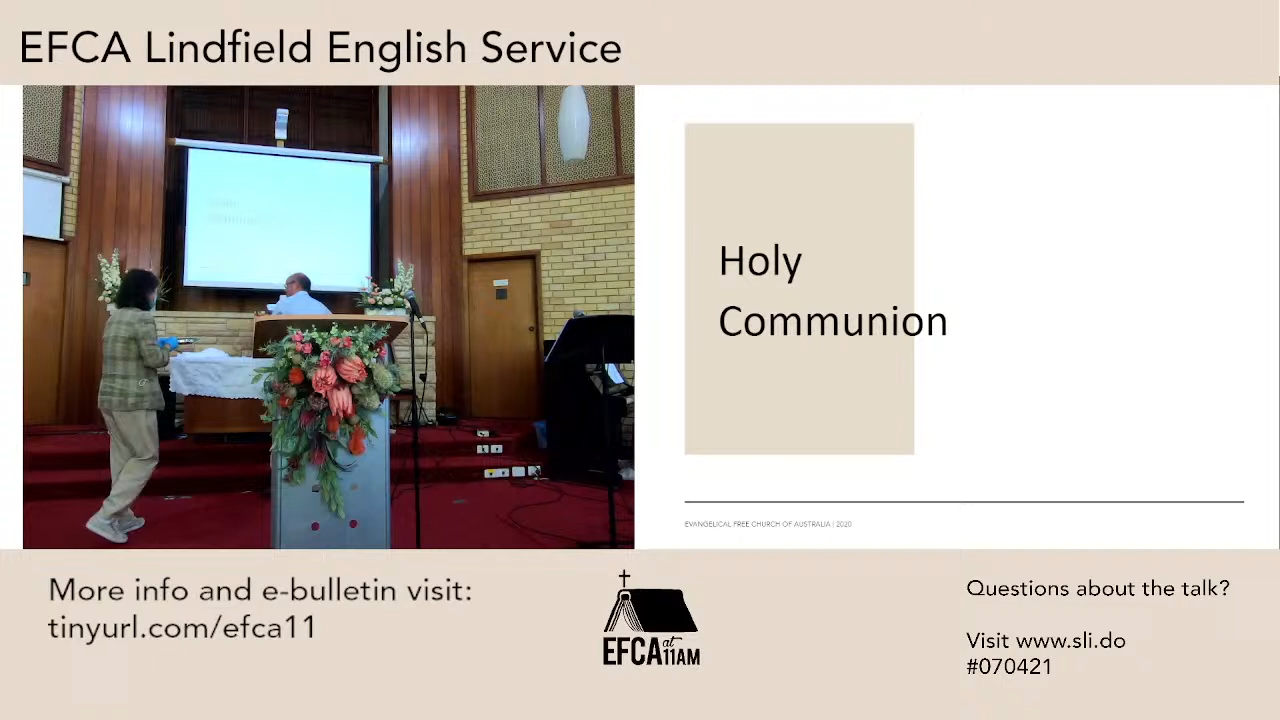 EFCA Lindfield English Service
Holy
Communion
EVANGELICAL FREE CHURCH OF AUSTRALIA | 2020
More info and e-bulletin visit:
tinyurl.com/efca11
EFCA at 11AM
Questions about the talk?
Visit www.sli.do
#070421